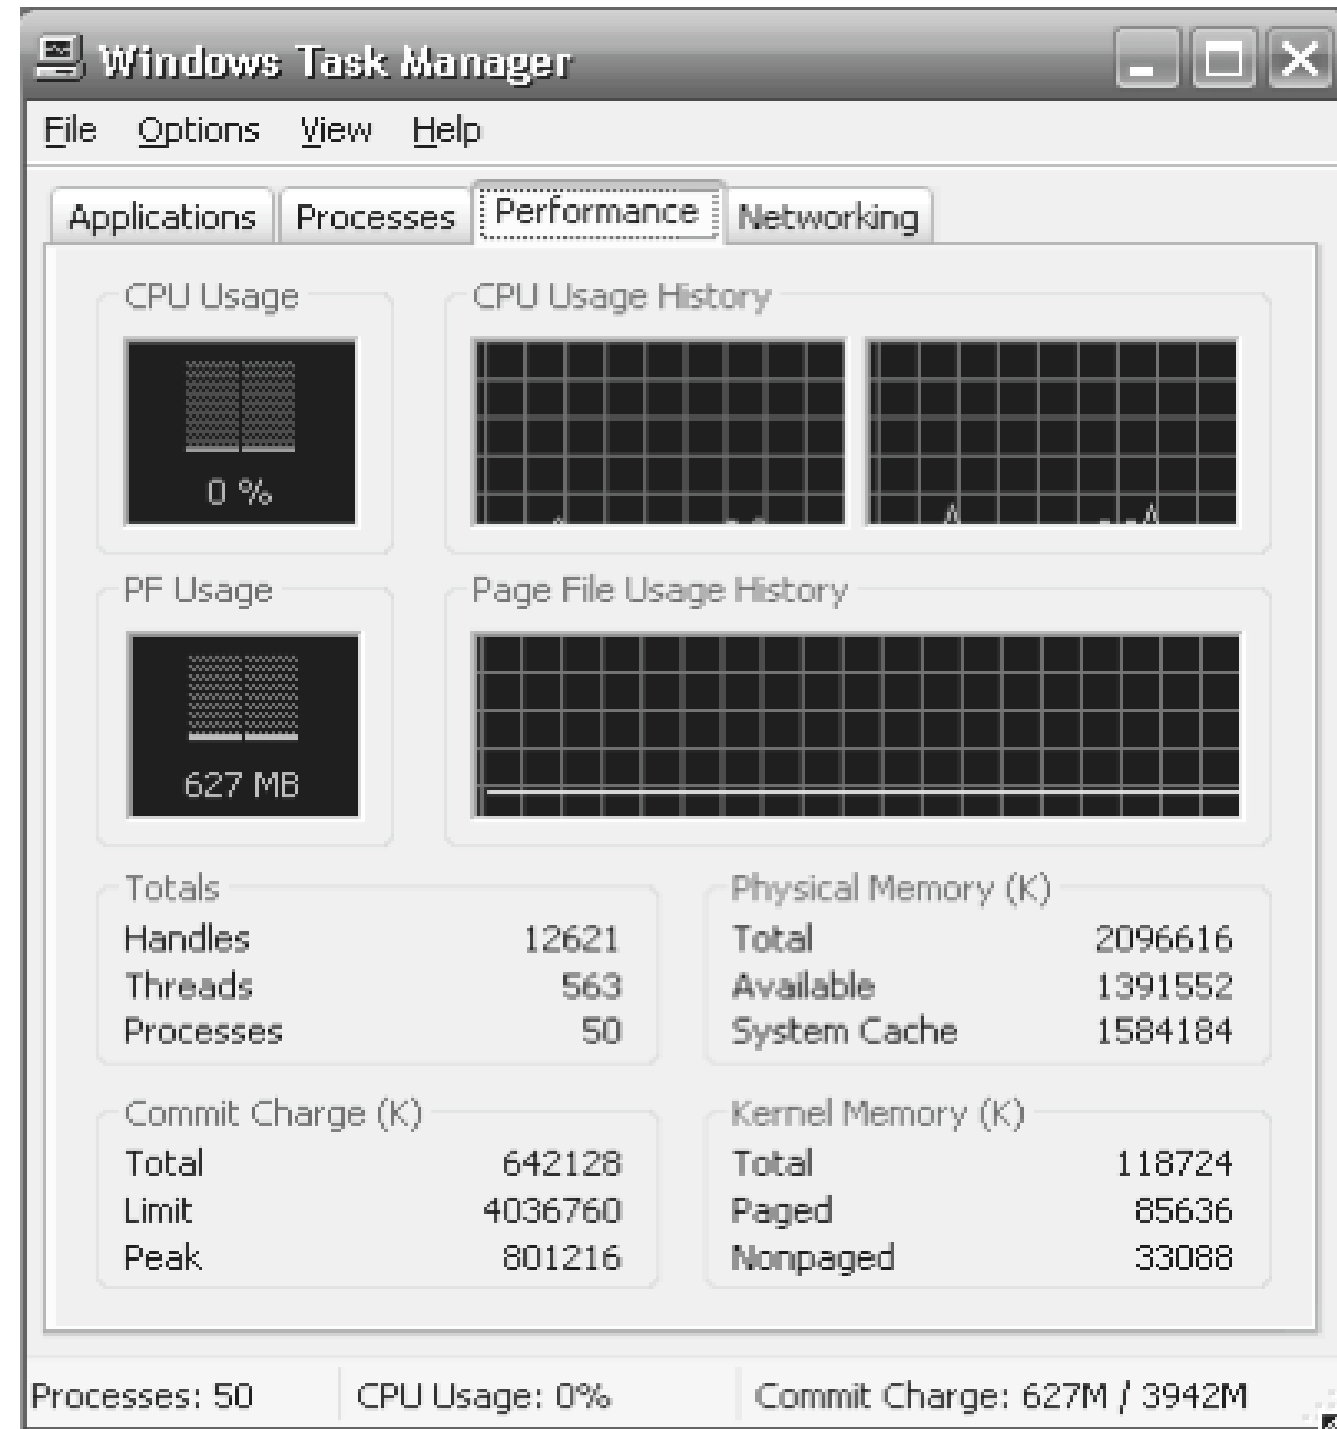 Windows Task Manager
File Options View Help
Applications Processes Performance Networking
CPU Usage CPU Usage History
0 %
PF Usage Page File Usage History
627 MB
Totals Physical Memory (K)
Handles 12621 Total 2096616
Threads 563 Available 1391552
Processes 50 System Cache 1584184
Commit Charge (K) Kernel Memory (K)
Total 642128 Total 118724
Limit 4036760 Paged 85636
Peak 801216 Nonpaged 33088
Processes: 50 CPU Usage: 0% Commit Charge: 627M / 3942M